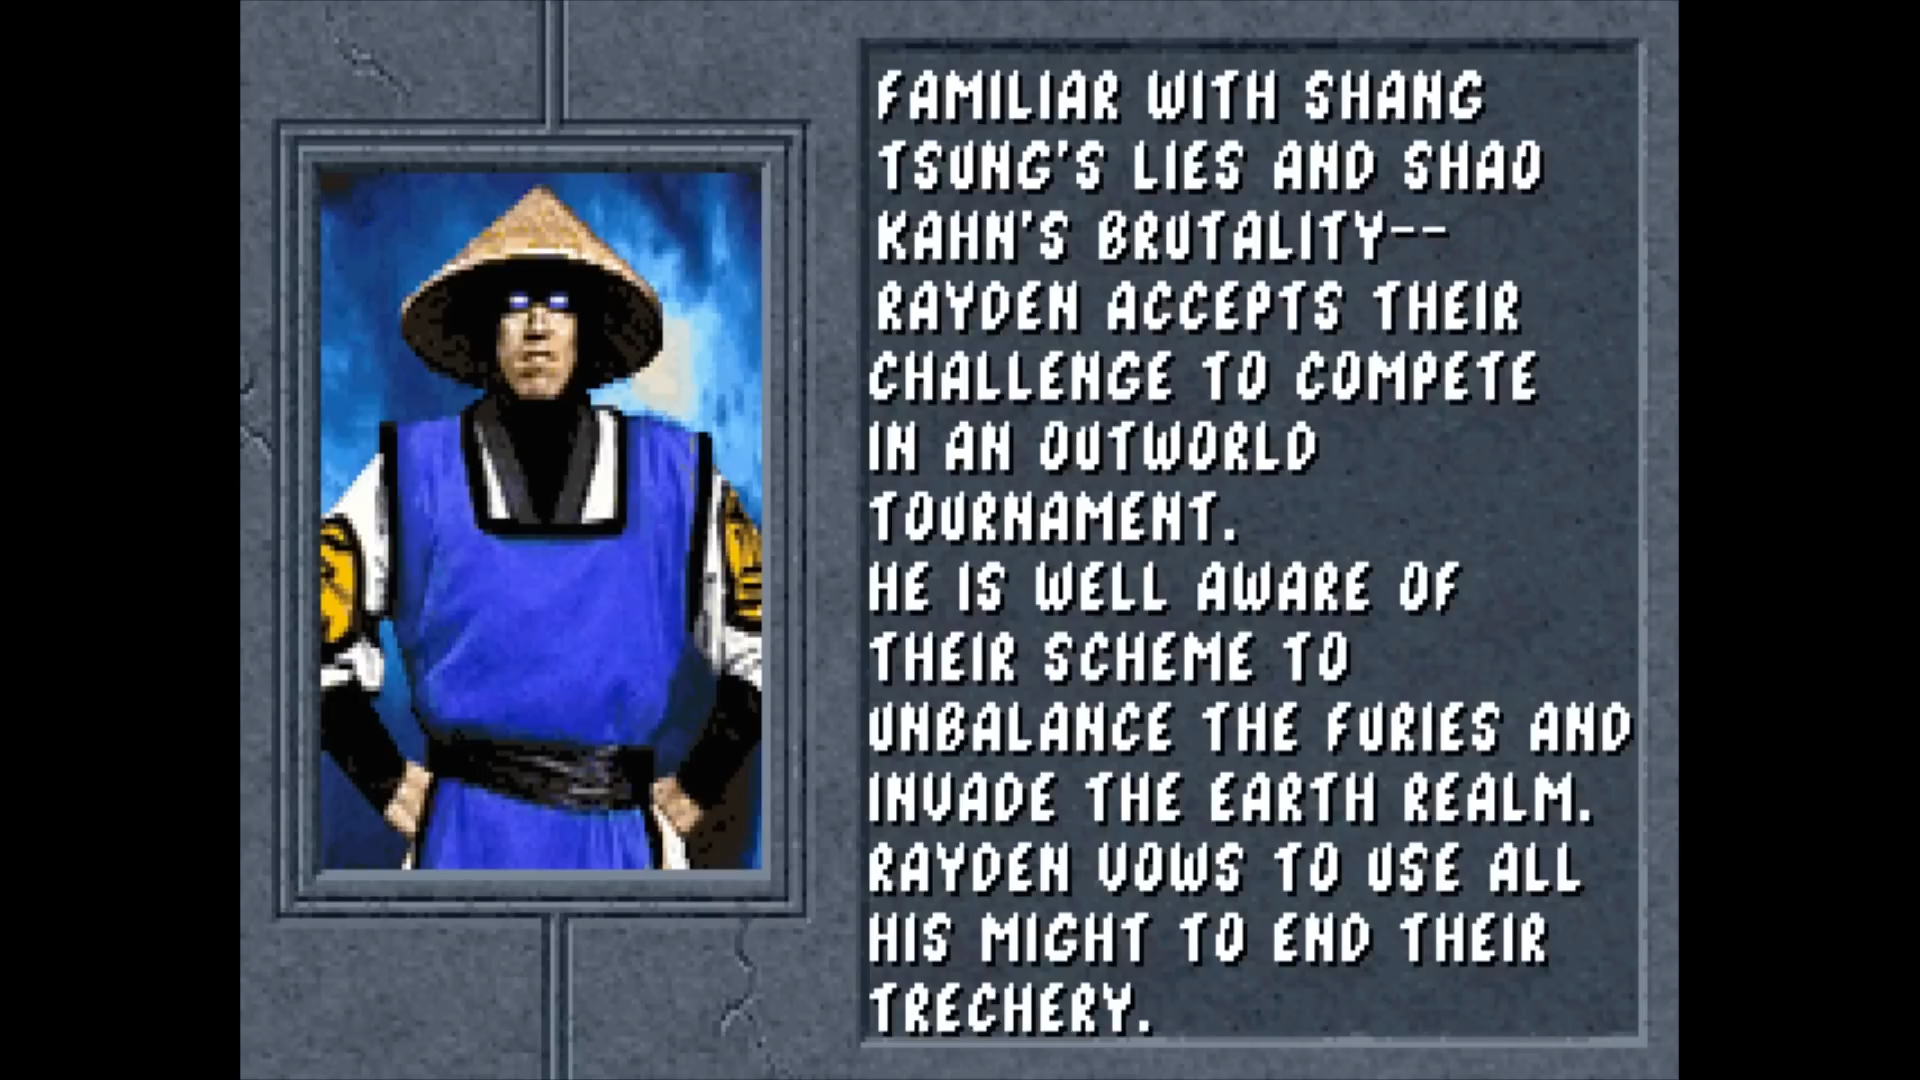 FAMILIAR WITH SHANG
TSUNG'S LIES AND SHAO
KAHN'S BRUTALITY--
RAYDEN ACCEPTS THEIR
CHALLENGE TO COMPETE
IN AN OUTWORLD
TOURNAMENT.
HE IS WELL AWARE OF
THEIR SCHEME TO
UNBALANCE THE FURIES AND
INVADE THE EARTH REALM.
RAYDEN VOWS TO USE ALL
HIS MIGHT TO END THEIR
TRECHERY.